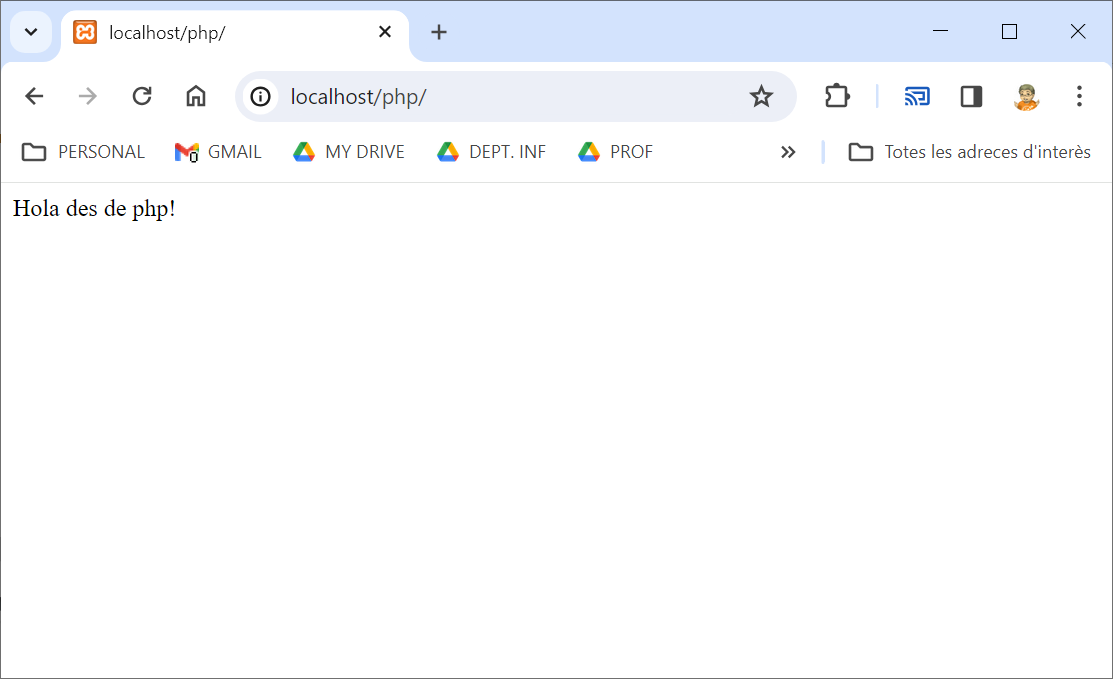 localhost/php/
localhost/php/
PERSONAL GMAIL MY DRIVE DEPT. INF PROF Totes les adreces d'interès
Hola des de php!